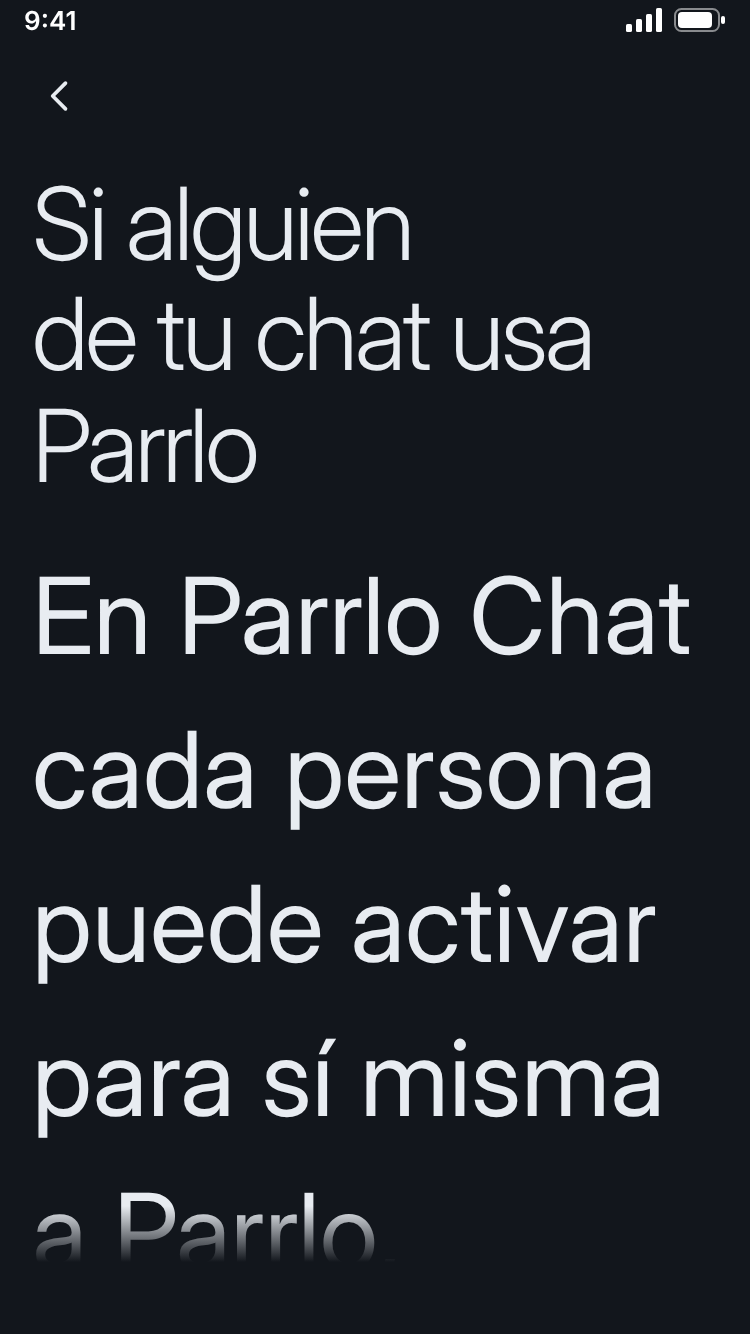 9:41
Si alguien
de tu chat usa
Parrlo
En Parrlo Chat
cada persona
puede activar
para sí misma
a Parrlo.